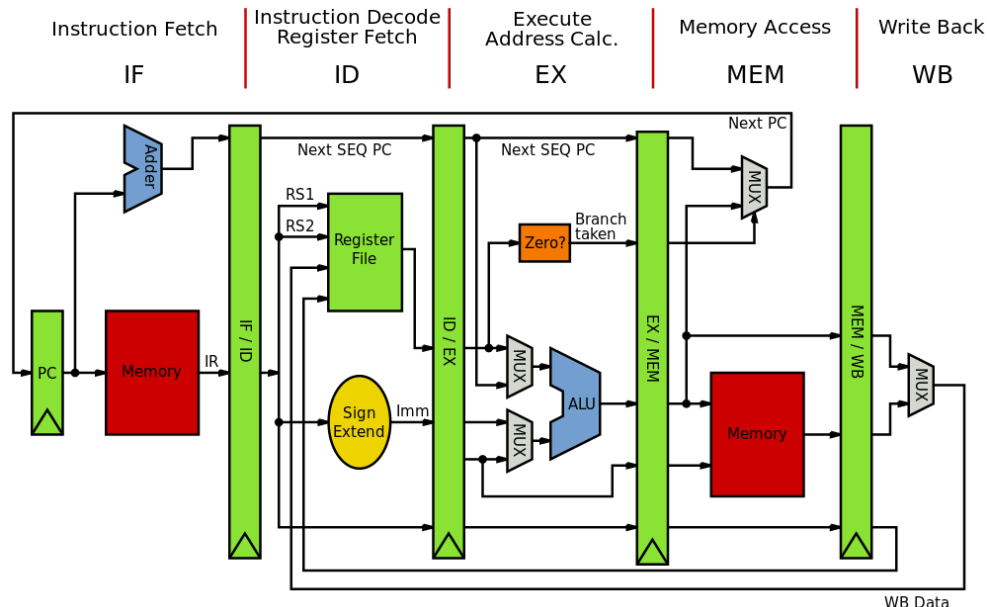 Instruction Fetch
Instruction Decode
Register Fetch
Execute
Address Calc.
Memory Access
Write Back
IF
ID
EX
MEM
WB
Next PC
Adder
Next SEQ PC
Next SEQ PC
MUX
RS1
RS2
Register
File
Branch
taken
Zero?
IF / ID
ID / EX
EX / MEM
MEM / WB
PC
Memory
IR
MUX
ALU
MUX
Sign
Extend
Imm
MUX
Memory
WB Data